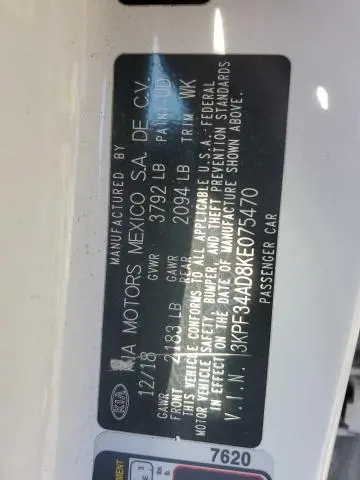 MANUFACTURED BY
KIA MOTORS MEXICO S.A. DE C.V.
12/18 GVWR 3792 LB PAINT UD
GAWR FRONT 2183 LB GAWR REAR 2094 LB TRIM WK
THIS VEHICLE CONFORMS TO ALL APPLICABLE U.S.A. FEDERAL
MOTOR VEHICLE SAFETY, BUMPER, AND THEFT PREVENTION STANDARDS
IN EFFECT ON THE DATE OF MANUFACTURE SHOWN ABOVE.
V.I.N. 3KPF34AD8KE075470
PASSENGER CAR
KIA
7620
3